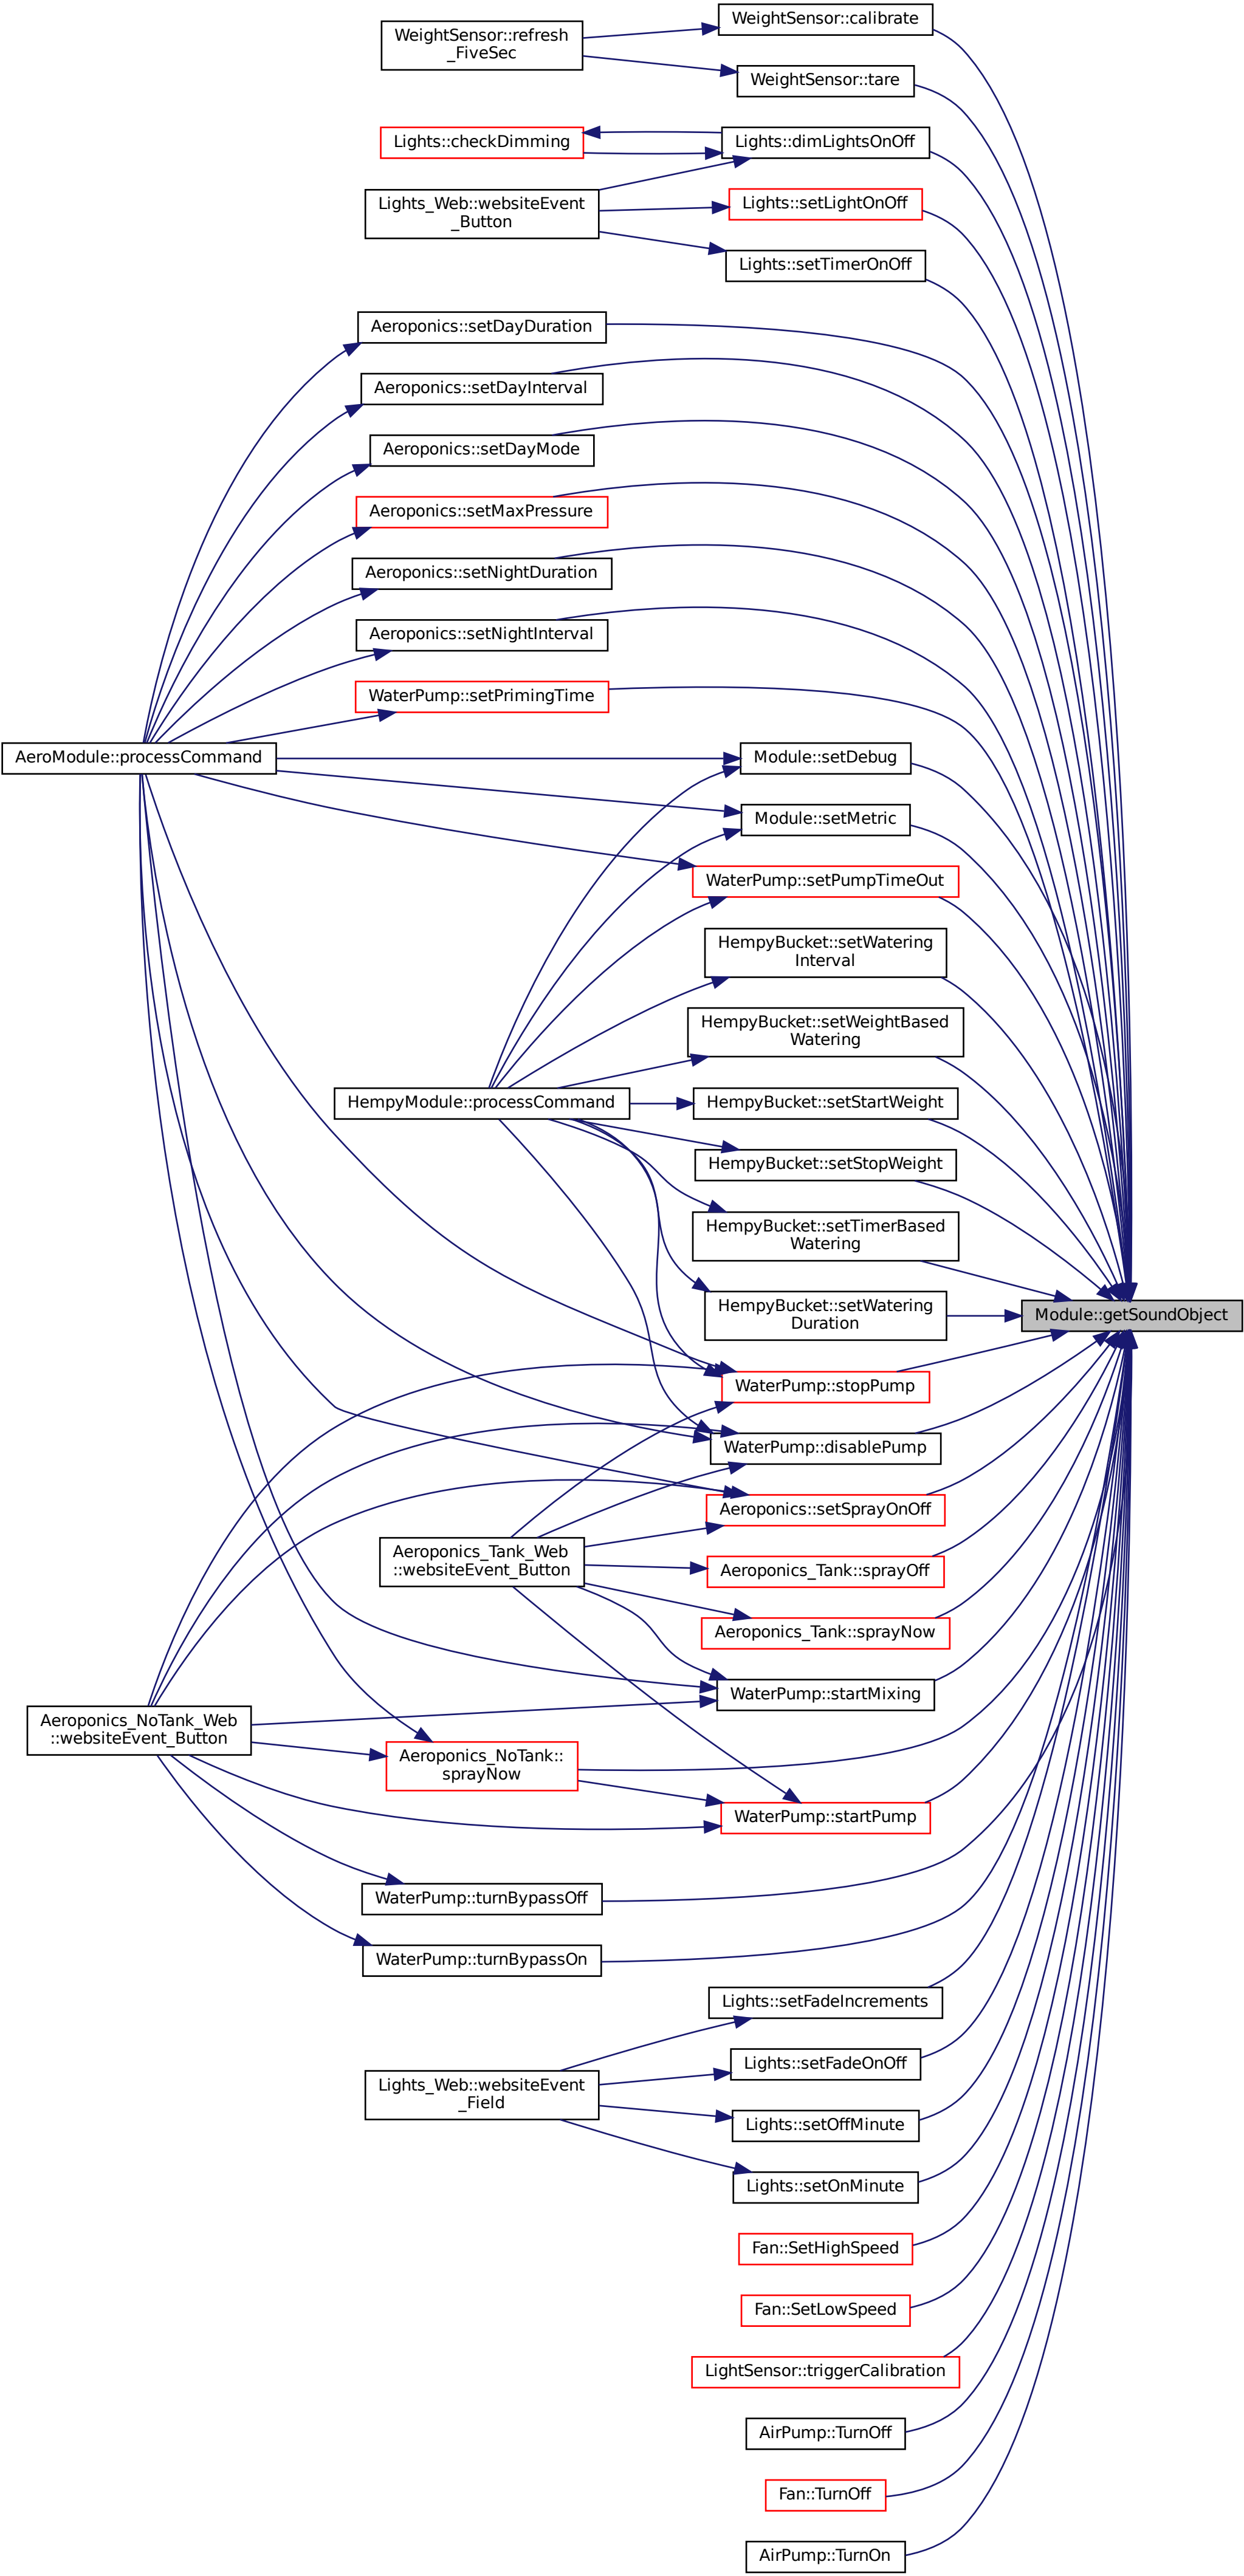 WeightSensor::calibrate
WeightSensor::refresh
_FiveSec
WeightSensor::tare
Lights::checkDimming
Lights::dimLightsOnOff
Lights_Web::websiteEvent
_Button
Lights::setLightOnOff
Lights::setTimerOnOff
Aeroponics::setDayDuration
Aeroponics::setDayInterval
Aeroponics::setDayMode
Aeroponics::setMaxPressure
Aeroponics::setNightDuration
Aeroponics::setNightInterval
WaterPump::setPrimingTime
AeroModule::processCommand
Module::setDebug
Module::setMetric
WaterPump::setPumpTimeOut
HempyBucket::setWatering
Interval
HempyBucket::setWeightBased
Watering
HempyModule::processCommand
HempyBucket::setStartWeight
HempyBucket::setStopWeight
HempyBucket::setTimerBased
Watering
HempyBucket::setWatering
Duration
Module::getSoundObject
WaterPump::stopPump
WaterPump::disablePump
Aeroponics::setSprayOnOff
Aeroponics_Tank_Web
::websiteEvent_Button
Aeroponics_Tank::sprayOff
Aeroponics_Tank::sprayNow
WaterPump::startMixing
Aeroponics_NoTank_Web
::websiteEvent_Button
Aeroponics_NoTank::
sprayNow
WaterPump::startPump
WaterPump::turnBypassOff
WaterPump::turnBypassOn
Lights::setFadeIncrements
Lights::setFadeOnOff
Lights_Web::websiteEvent
_Field
Lights::setOffMinute
Lights::setOnMinute
Fan::SetHighSpeed
Fan::SetLowSpeed
LightSensor::triggerCalibration
AirPump::TurnOff
Fan::TurnOff
AirPump::TurnOn